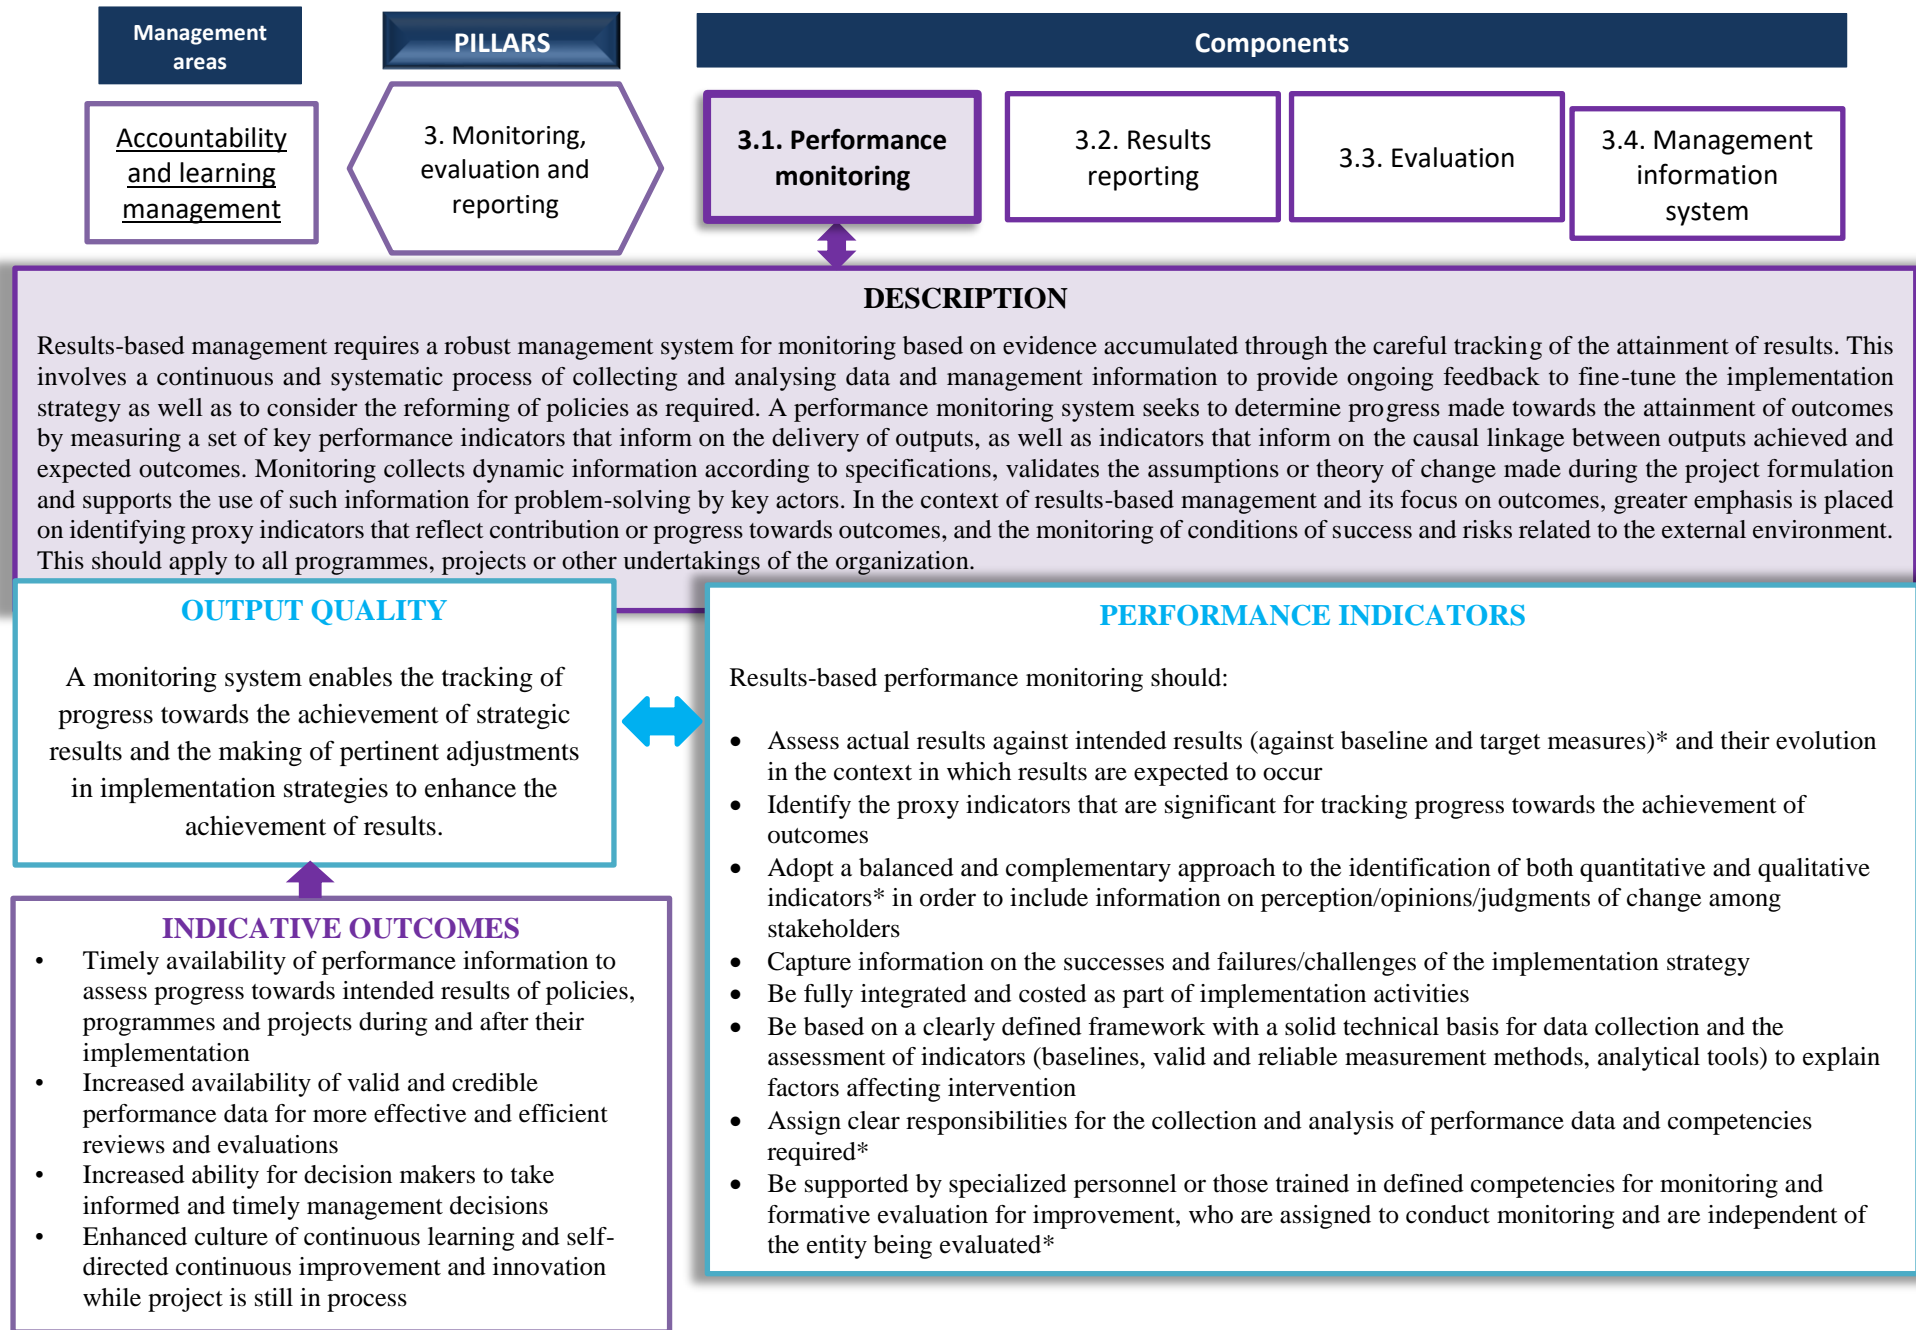 Management
areas
PILLARS
Components
Accountability
and learning
management
3. Monitoring,
evaluation and
reporting
3.1. Performance
monitoring
3.2. Results
reporting
3.3. Evaluation
3.4. Management
information
system
DESCRIPTION
Results-based management requires a robust management system for monitoring based on evidence accumulated through the careful tracking of the attainment of results. This
involves a continuous and systematic process of collecting and analysing data and management information to provide ongoing feedback to fine-tune the implementation
strategy as well as to consider the reforming of policies as required. A performance monitoring system seeks to determine progress made towards the attainment of outcomes
by measuring a set of key performance indicators that inform on the delivery of outputs, as well as indicators that inform on the causal linkage between outputs achieved and
expected outcomes. Monitoring collects dynamic information according to specifications, validates the assumptions or theory of change made during the project formulation
and supports the use of such information for problem-solving by key actors. In the context of results-based management and its focus on outcomes, greater emphasis is placed
on identifying proxy indicators that reflect contribution or progress towards outcomes, and the monitoring of conditions of success and risks related to the external environment.
This should apply to all programmes, projects or other undertakings of the organization.
OUTPUT QUALITY
A monitoring system enables the tracking of
progress towards the achievement of strategic
results and the making of pertinent adjustments
in implementation strategies to enhance the
achievement of results.
INDICATIVE OUTCOMES
• Timely availability of performance information to
assess progress towards intended results of policies,
programmes and projects during and after their
implementation
• Increased availability of valid and credible
performance data for more effective and efficient
reviews and evaluations
• Increased ability for decision makers to take
informed and timely management decisions
• Enhanced culture of continuous learning and self-
directed continuous improvement and innovation
while project is still in process
PERFORMANCE INDICATORS
Results-based performance monitoring should:
• Assess actual results against intended results (against baseline and target measures)* and their evolution
in the context in which results are expected to occur
• Identify the proxy indicators that are significant for tracking progress towards the achievement of
outcomes
• Adopt a balanced and complementary approach to the identification of both quantitative and qualitative
indicators* in order to include information on perception/opinions/judgments of change among
stakeholders
• Capture information on the successes and failures/challenges of the implementation strategy
• Be fully integrated and costed as part of implementation activities
• Be based on a clearly defined framework with a solid technical basis for data collection and the
assessment of indicators (baselines, valid and reliable measurement methods, analytical tools) to explain
factors affecting intervention
• Assign clear responsibilities for the collection and analysis of performance data and competencies
required*
• Be supported by specialized personnel or those trained in defined competencies for monitoring and
formative evaluation for improvement, who are assigned to conduct monitoring and are independent of
the entity being evaluated*